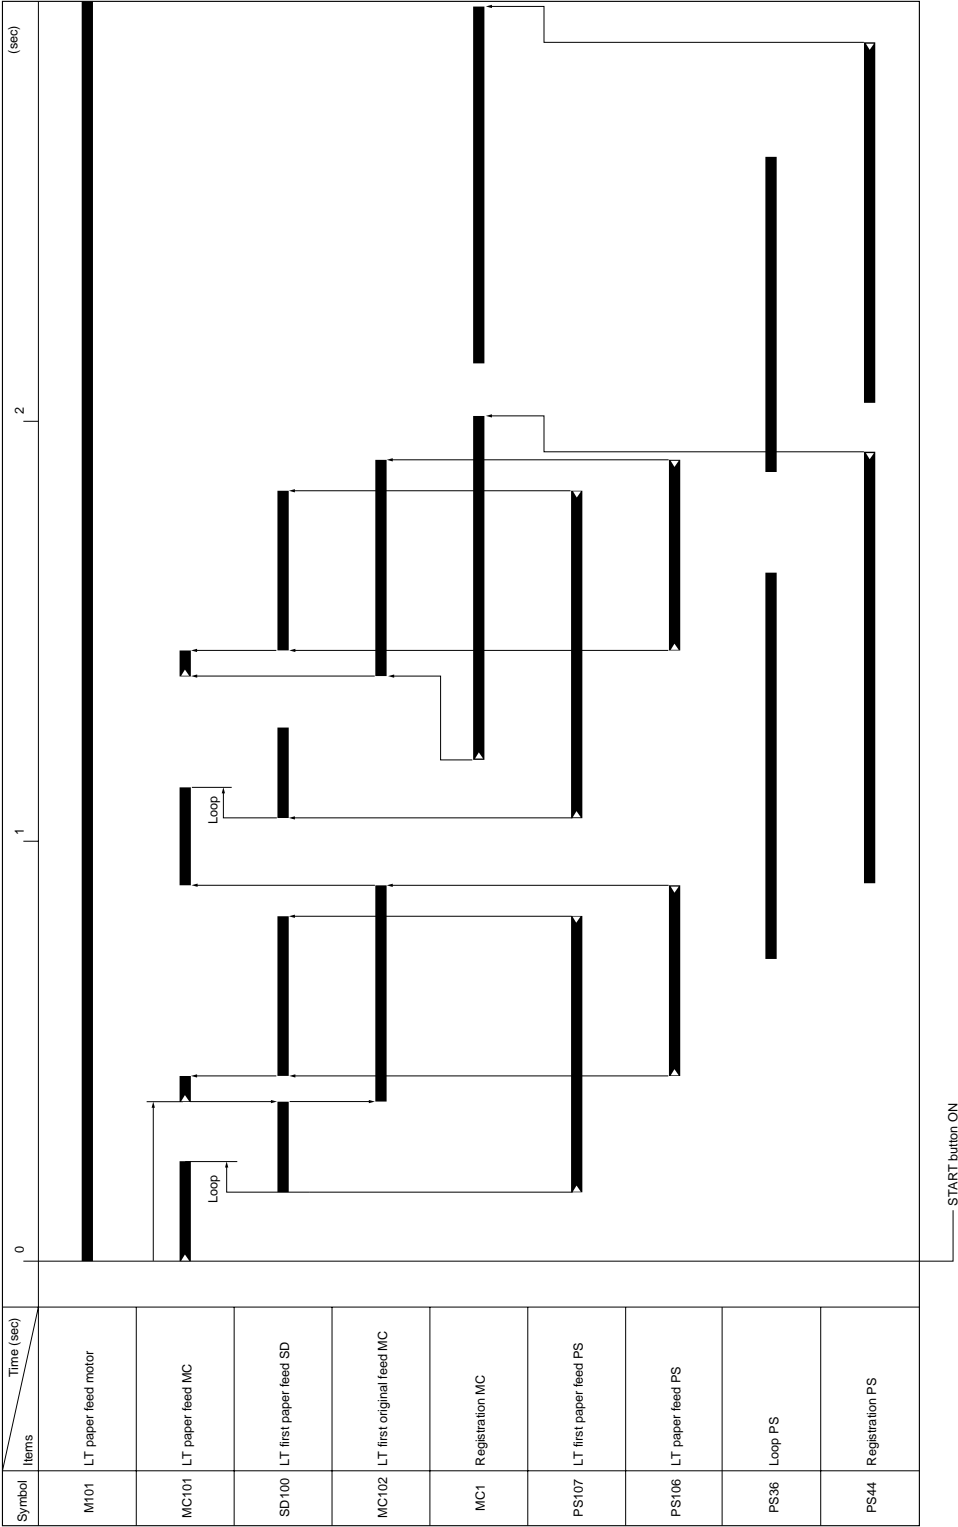 Symbol
Items
Time (sec)
0
1
2
(sec)
M101
LT paper feed motor
MC101
LT paper feed MC
Loop
Loop
SD100
LT first paper feed SD
MC102
LT first original feed MC
MC1
Registration MC
PS107
LT first paper feed PS
PS106
LT paper feed PS
PS36
Loop PS
PS44
Registration PS
START button ON